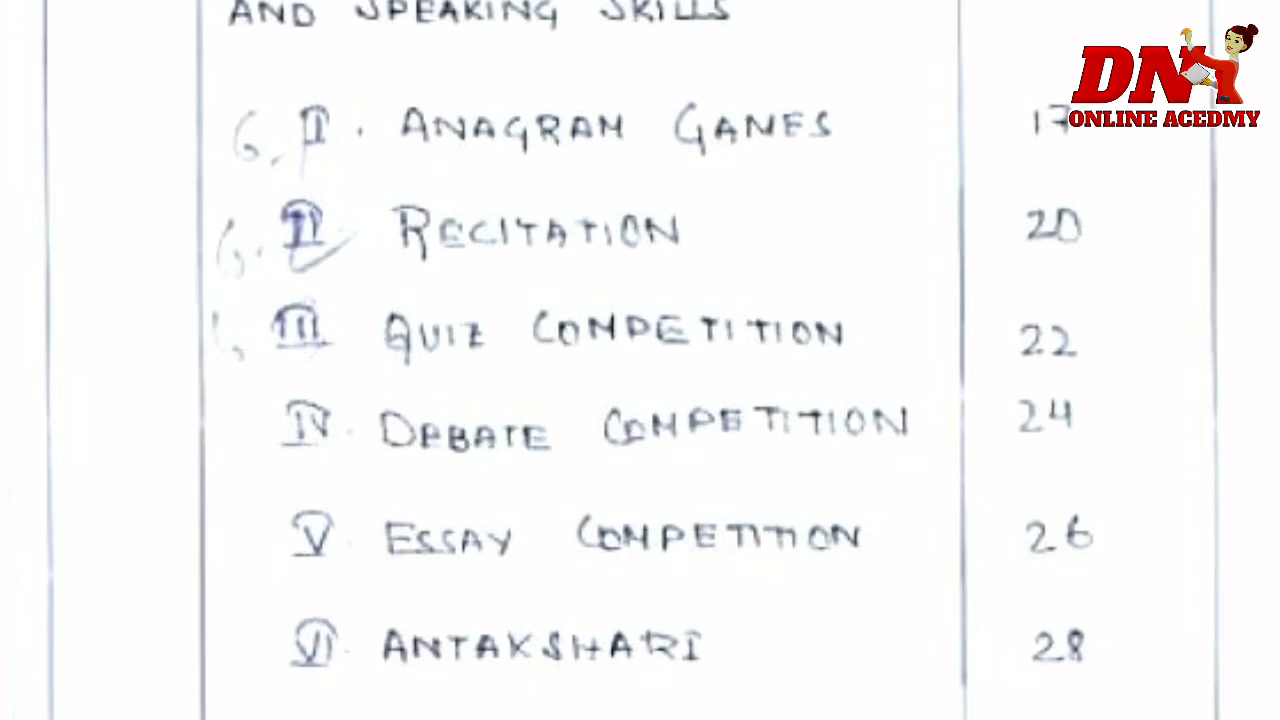 AND SPEAKING SKILLS
DNY
ONLINE ACEDMY
6. I. ANAGRAM GAMES 17
6. II RECITATION 20
III QUIZ COMPETITION 22
IV. DEBATE COMPETITION 24
V. ESSAY COMPETITION 26
VI. ANTAKSHARI 28